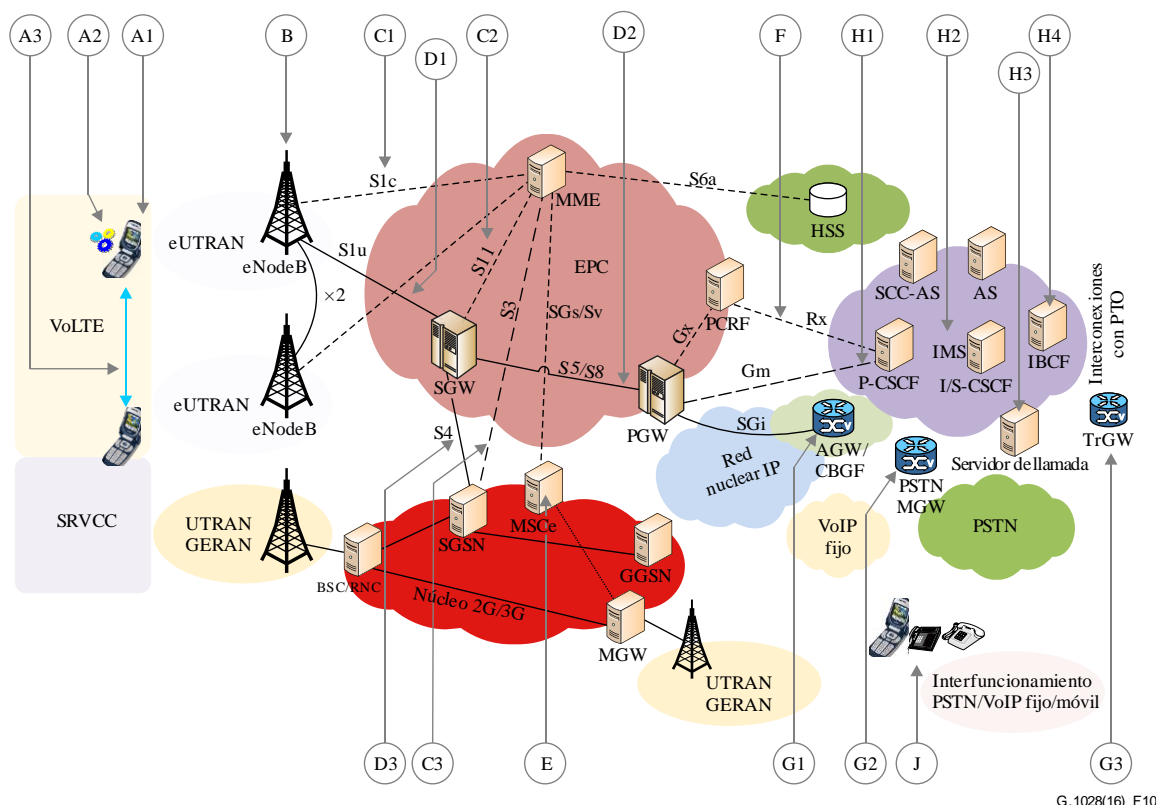 A3
A2
A1
B
C1
D1
C2
D2
F
H1
H2
H3
H4
S1c
S6a
MME
HSS
eUTRAN
eNodeB
S1u
S11
EPC
SCC-AS
AS
VoLTE
×2
S3
SGs/Sv
PCRF
Gx
Rx
IMS
P-CSCF
I/S-CSCF
IBCF
Interconexiones
con PTO
SGW
S5/S8
Gm
PGW
SGi
eUTRAN
eNodeB
S4
Red
nuclear IP
AGW/
CBGF
PSTN
MGW
Servidor de llamada
TrGW
SRVCC
UTRAN
GERAN
BSC/RNC
SGSN
MSCe
GGSN
VoIP
fijo
PSTN
Núcleo 2G/3G
MGW
UTRAN
GERAN
Interfuncionamiento
PSTN/VoIP fijo/móvil
D3
C3
E
G1
G2
J
G3
G.1028(16)_F10